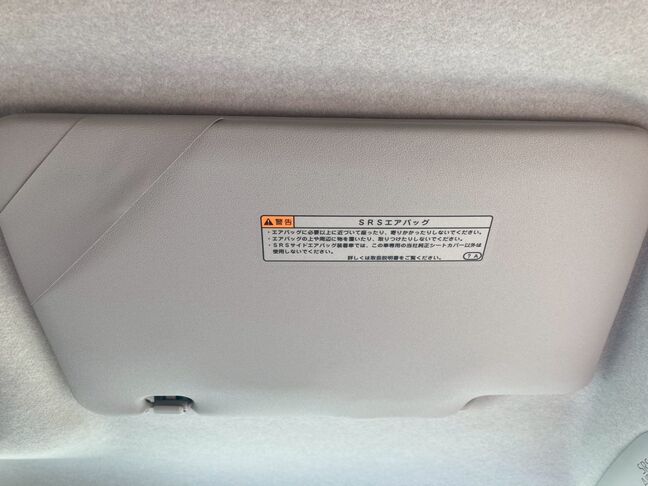 警告
SRSエアバッグ
・エアバッグに必要以上に近づいて座ったり、寄りかかったりしないでください。
・エアバッグの上や周辺に物を置いたり、取りつけたりしないでください。
・SRSサイドエアバッグ装着車では、この車専用の当社純正シートカバー以外は
使用しないでください。
詳しくは取扱説明書をご覧ください。
7A
SRS